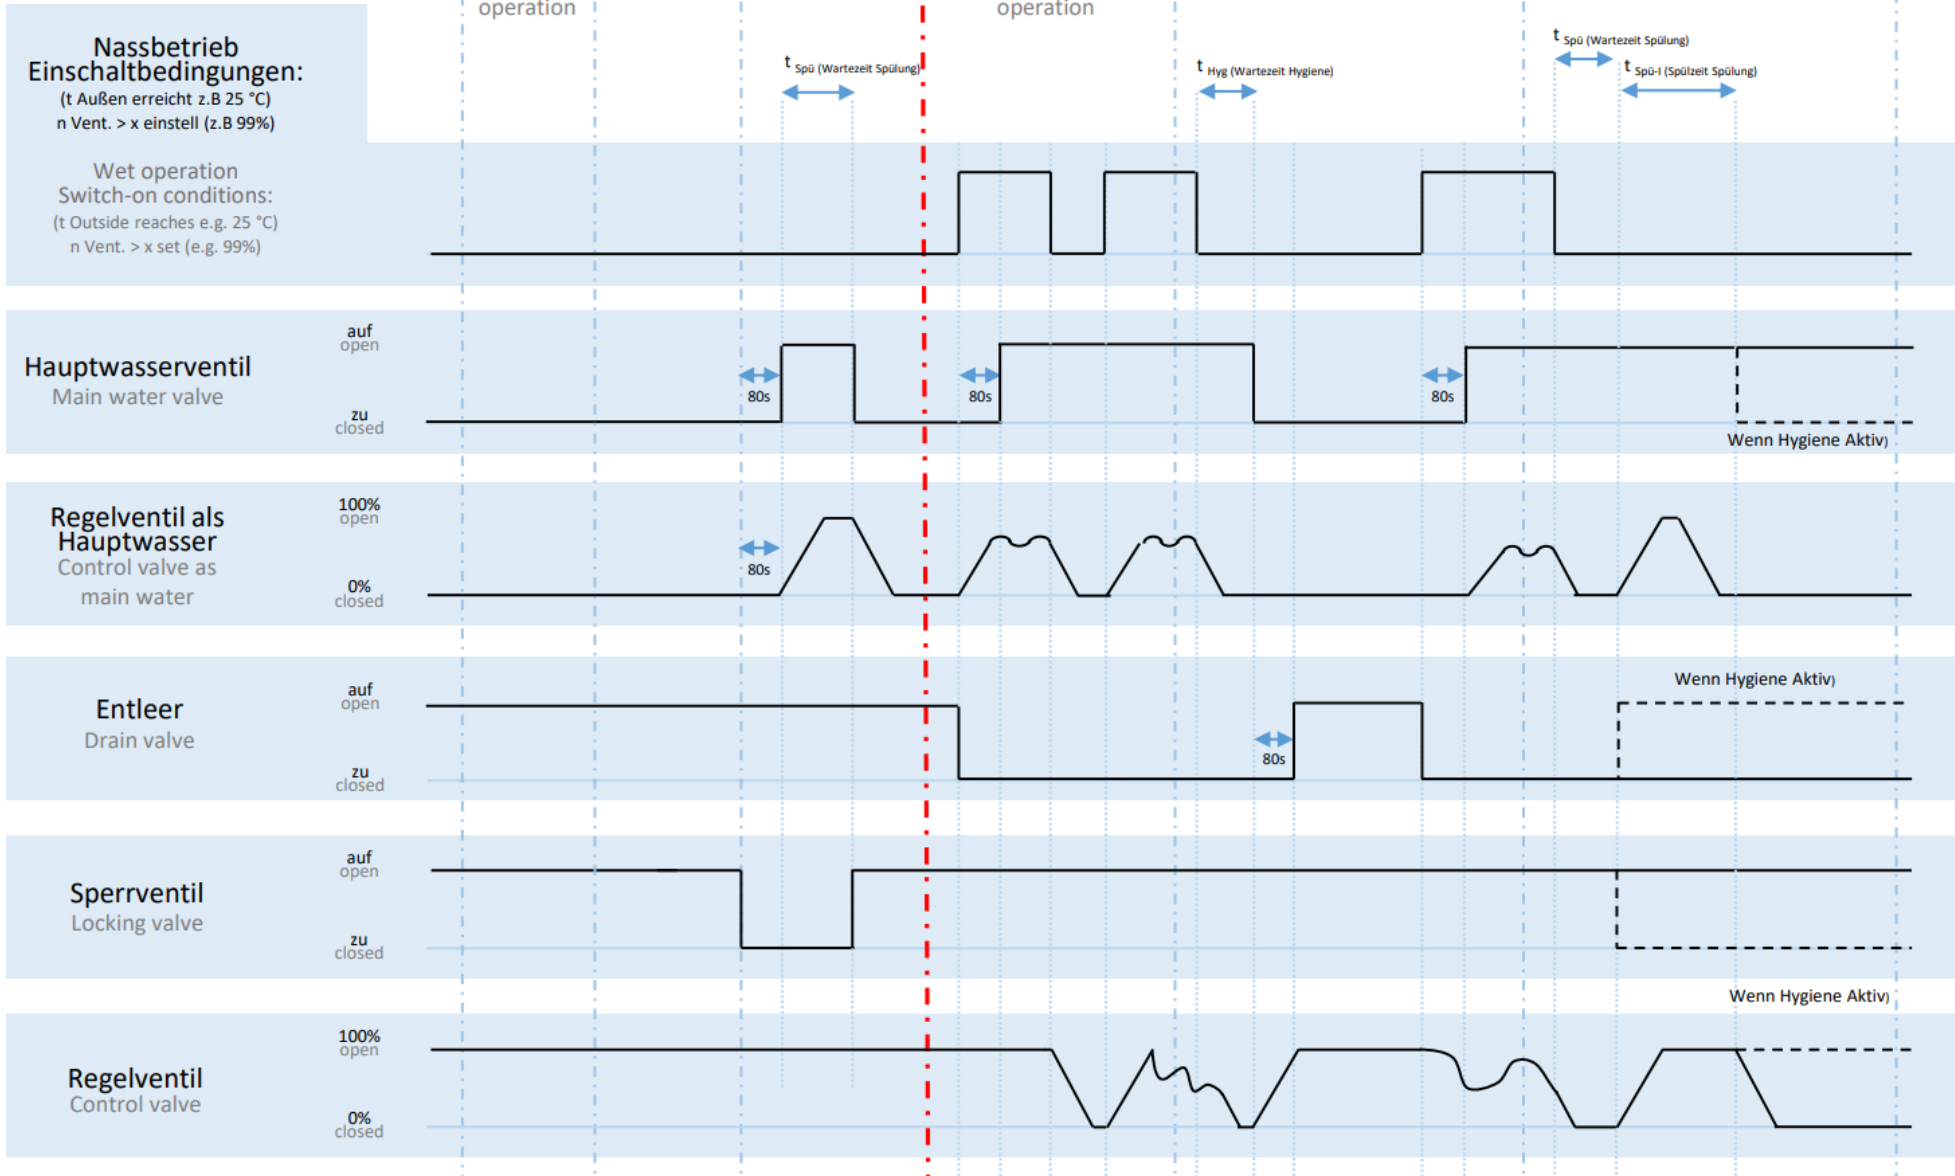 operation
operation
Nassbetrieb
Einschaltbedingungen:
(t Außen erreicht z.B 25 °C)
n Vent. > x einstell (z.B 99%)
t Spü (Wartezeit Spülung)
t Hyg (Wartezeit Hygiene)
t Spü (Wartezeit Spülung)
t Spü-I (Spülzeit Spülung)
Wet operation
Switch-on conditions:
(t Outside reaches e.g. 25 °C)
n Vent. > x set (e.g. 99%)
Hauptwasserventil
Main water valve
auf
open
zu
closed
80s
80s
80s
Wenn Hygiene Aktiv)
Regelventil als
Hauptwasser
Control valve as
main water
100%
open
0%
closed
80s
Entleer
Drain valve
auf
open
zu
closed
80s
Wenn Hygiene Aktiv)
Sperrventil
Locking valve
auf
open
zu
closed
Wenn Hygiene Aktiv)
Regelventil
Control valve
100%
open
0%
closed